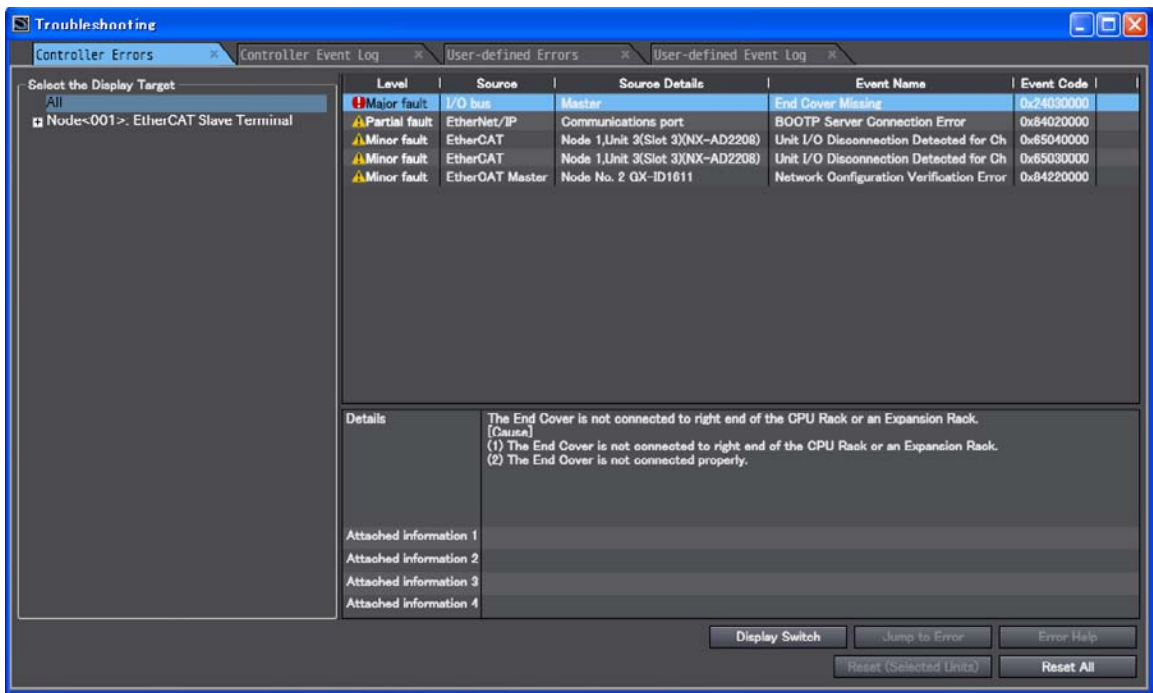 Troubleshooting
Controller Errors
Controller Event Log
User-defined Errors
User-defined Event Log
Select the Display Target
All
Node<001>: EtherCAT Slave Terminal
Level Source Source Details Event Name Event Code
Major fault I/O bus Master End Cover Missing 0x24030000
Partial fault EtherNet/IP Communications port BOOTP Server Connection Error 0x84020000
Minor fault EtherCAT Node 1,Unit 3(Slot 3)(NX-AD2208) Unit I/O Disconnection Detected for Ch 0x65040000
Minor fault EtherCAT Node 1,Unit 3(Slot 3)(NX-AD2208) Unit I/O Disconnection Detected for Ch 0x65030000
Minor fault EtherCAT Master Node No. 2 GX-ID1611 Network Configuration Verification Error 0x84220000
Details
The End Cover is not connected to right end of the CPU Rack or an Expansion Rack.
[Cause]
(1) The End Cover is not connected to right end of the CPU Rack or an Expansion Rack.
(2) The End Cover is not connected properly.
Attached information 1
Attached information 2
Attached information 3
Attached information 4
Display Switch Jump to Error Error Help
Reset (Selected Units) Reset All